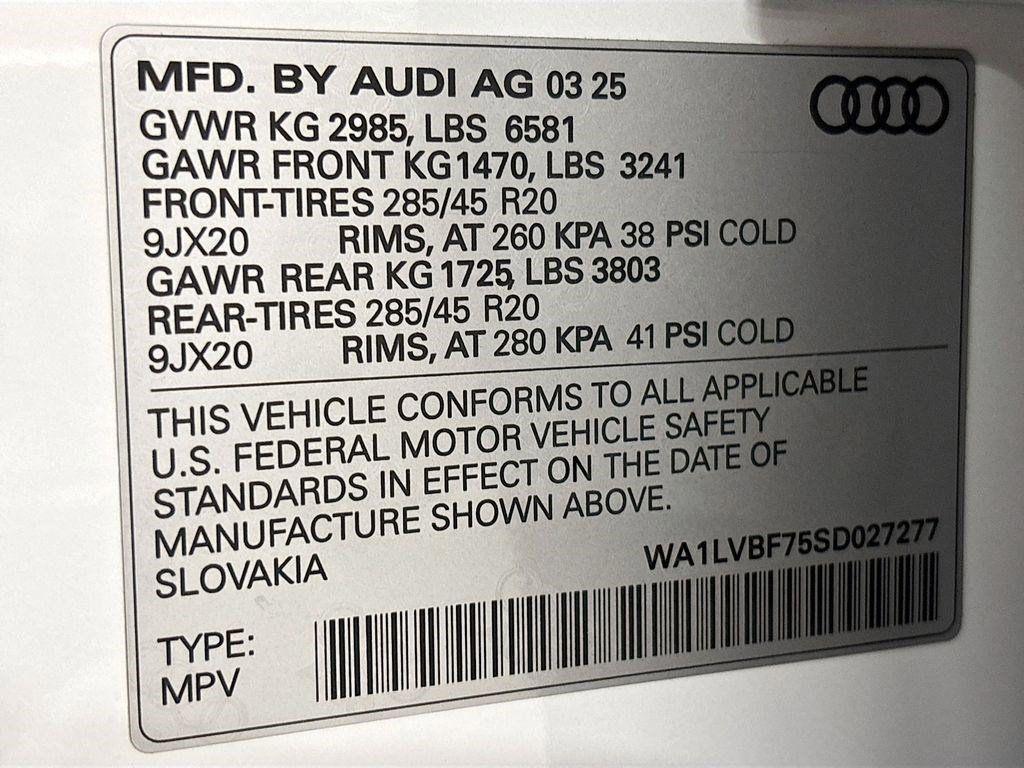 MFD. BY AUDI AG 03 25
GVWR KG 2985, LBS 6581
GAWR FRONT KG 1470, LBS 3241
FRONT-TIRES 285/45 R20
9JX20 RIMS, AT 260 KPA 38 PSI COLD
GAWR REAR KG 1725, LBS 3803
REAR-TIRES 285/45 R20
9JX20 RIMS, AT 280 KPA 41 PSI COLD
THIS VEHICLE CONFORMS TO ALL APPLICABLE
U.S. FEDERAL MOTOR VEHICLE SAFETY
STANDARDS IN EFFECT ON THE DATE OF
MANUFACTURE SHOWN ABOVE.
SLOVAKIA WA1LVBF75SD027277
TYPE:
MPV